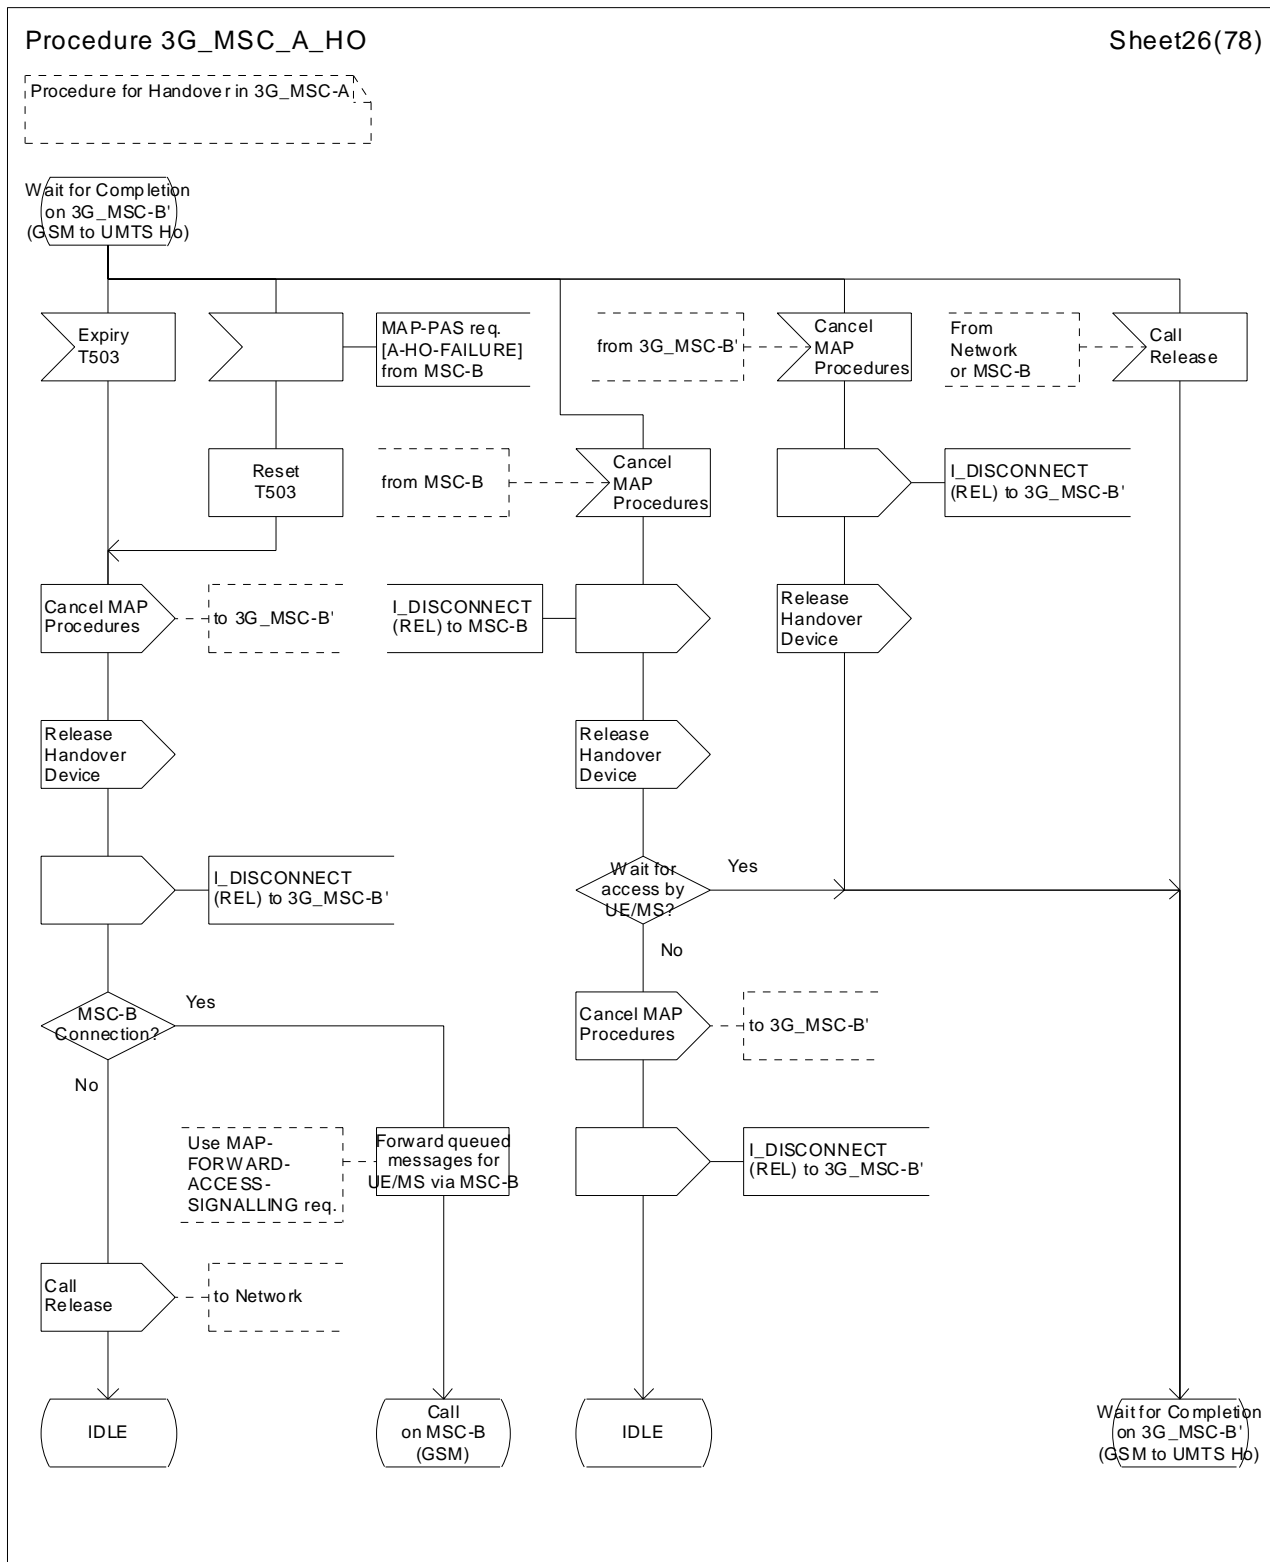 Procedure 3G_MSC_A_HO
Sheet26(78)
Procedure for Handover in 3G_MSC-A
Wait for Completion
on 3G_MSC-B'
(GSM to UMTS Ho)
Expiry
T503
MAP-PAS req.
[A-HO-FAILURE]
from MSC-B
from 3G_MSC-B'
Cancel
MAP
Procedures
From
Network
or MSC-B
Call
Release
Reset
T503
from MSC-B
Cancel
MAP
Procedures
I_DISCONNECT
(REL) to 3G_MSC-B'
Cancel MAP
Procedures
to 3G_MSC-B'
I_DISCONNECT
(REL) to MSC-B
Release
Handover
Device
Release
Handover
Device
Release
Handover
Device
I_DISCONNECT
(REL) to 3G_MSC-B'
Wait for
access by
UE/MS?
Yes
No
MSC-B
Connection?
Yes
No
Cancel MAP
Procedures
to 3G_MSC-B'
Use MAP-
FORWARD-
ACCESS-
SIGNALLING req.
Forward queued
messages for
UE/MS via MSC-B
I_DISCONNECT
(REL) to 3G_MSC-B'
Call
Release
to Network
IDLE
Call
on MSC-B
(GSM)
IDLE
Wait for Completion
on 3G_MSC-B'
(GSM to UMTS Ho)